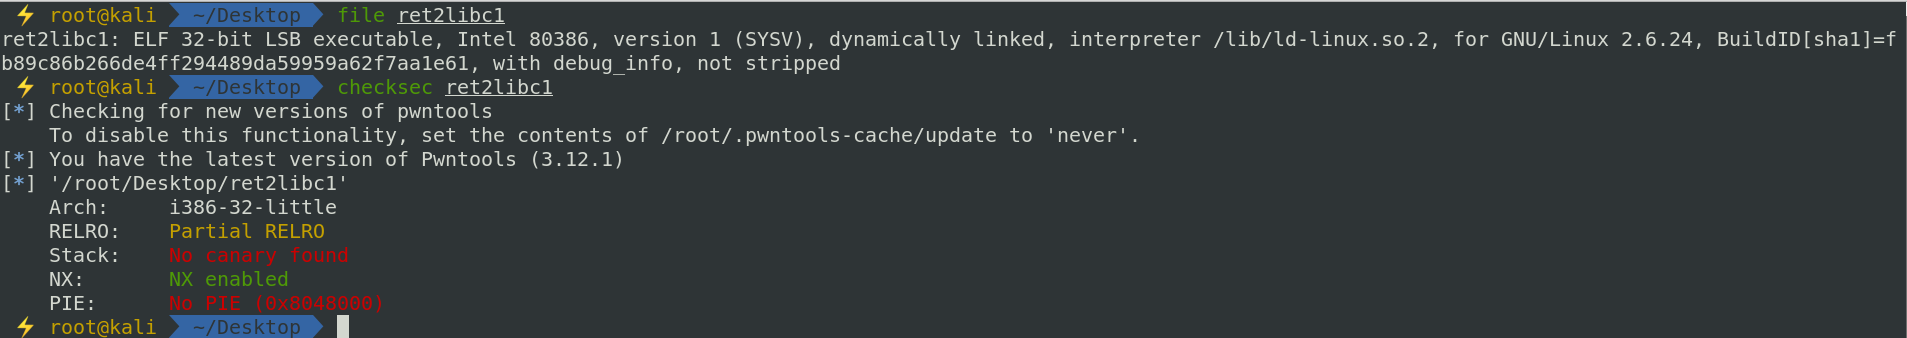 ⚡ root@kali ~/Desktop file ret2libc1
ret2libc1: ELF 32-bit LSB executable, Intel 80386, version 1 (SYSV), dynamically linked, interpreter /lib/ld-linux.so.2, for GNU/Linux 2.6.24, BuildID[sha1]=f
b89c86b266de4ff294489da59959a62f7aa1e61, with debug_info, not stripped
⚡ root@kali ~/Desktop checksec ret2libc1
[*] Checking for new versions of pwntools
    To disable this functionality, set the contents of /root/.pwntools-cache/update to 'never'.
[*] You have the latest version of Pwntools (3.12.1)
[*] '/root/Desktop/ret2libc1'
    Arch:     i386-32-little
    RELRO:    Partial RELRO
    Stack:    No canary found
    NX:       NX enabled
    PIE:      No PIE (0x8048000)
⚡ root@kali ~/Desktop